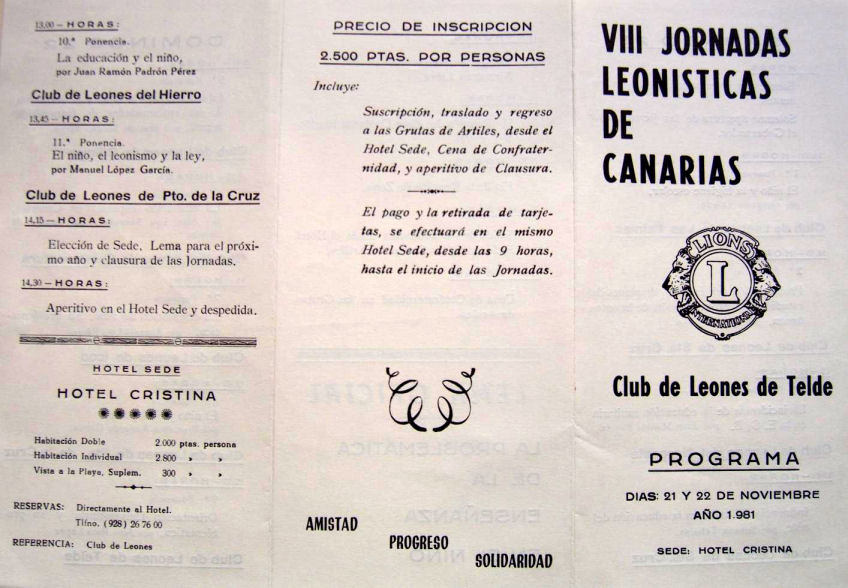 13,00 — HORAS:
10.ª Ponencia.
La educación y el niño,
por Juan Ramón Padrón Pérez
Club de Leones del Hierro
13,45 — HORAS:
11.ª Ponencia.
El niño, el leonismo y la ley,
por Manuel López García.
Club de Leones de Pto. de la Cruz
14,15 — HORAS:
Elección de Sede, Lema para el próxi-
mo año y clausura de las Jornadas.
14,30 — HORAS:
Aperitivo en el Hotel Sede y despedida.
HOTEL SEDE
HOTEL CRISTINA
Habitación Doble 2.000 ptas. persona
Habitación Individual 2.800 » »
Vista a la Playa, Suplem. 300 » »
RESERVAS: Directamente al Hotel.
Tlfno. (928) 26 76 00
REFERENCIA: Club de Leones
PRECIO DE INSCRIPCION
2.500 PTAS. POR PERSONAS
Incluye:
Suscripción, traslado y regreso
a las Grutas de Artiles, desde el
Hotel Sede, Cena de Confrater-
nidad, y aperitivo de Clausura.
El pago y la retirada de tarje-
tas, se efectuará en el mismo
Hotel Sede, desde las 9 horas,
hasta el inicio de las Jornadas.
AMISTAD
PROGRESO
SOLIDARIDAD
VIII JORNADAS
LEONISTICAS
DE
CANARIAS
LIONS
L
INTERNATIONAL
Club de Leones de Telde
PROGRAMA
DIAS: 21 Y 22 DE NOVIEMBRE
AÑO 1.981
SEDE: HOTEL CRISTINA